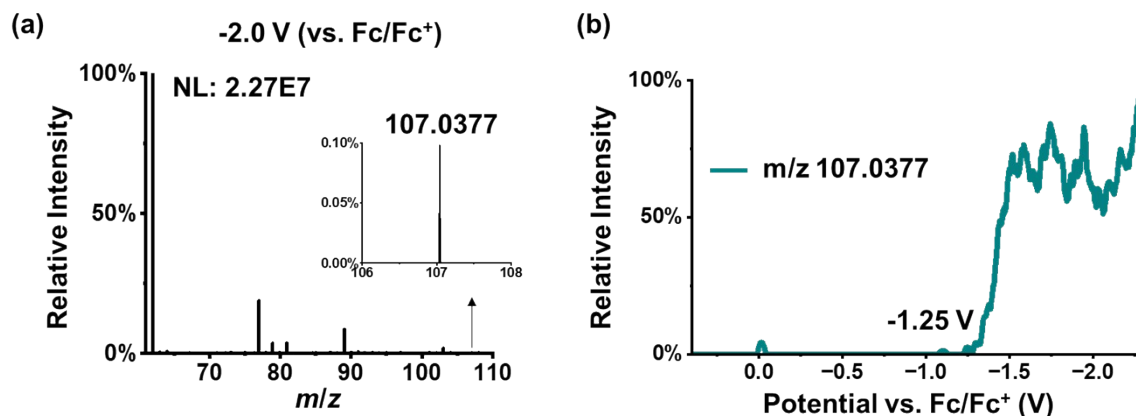 (a)
-2.0 V (vs. Fc/Fc⁺)
100%
NL: 2.27E7
107.0377
0.10%
0.05%
0.00%
106
107
108
50%
0%
70
80
90
100
110
Relative Intensity
m/z
(b)
100%
m/z 107.0377
50%
-1.25 V
0%
0.0
−0.5
−1.0
−1.5
−2.0
Relative Intensity
Potential vs. Fc/Fc⁺ (V)